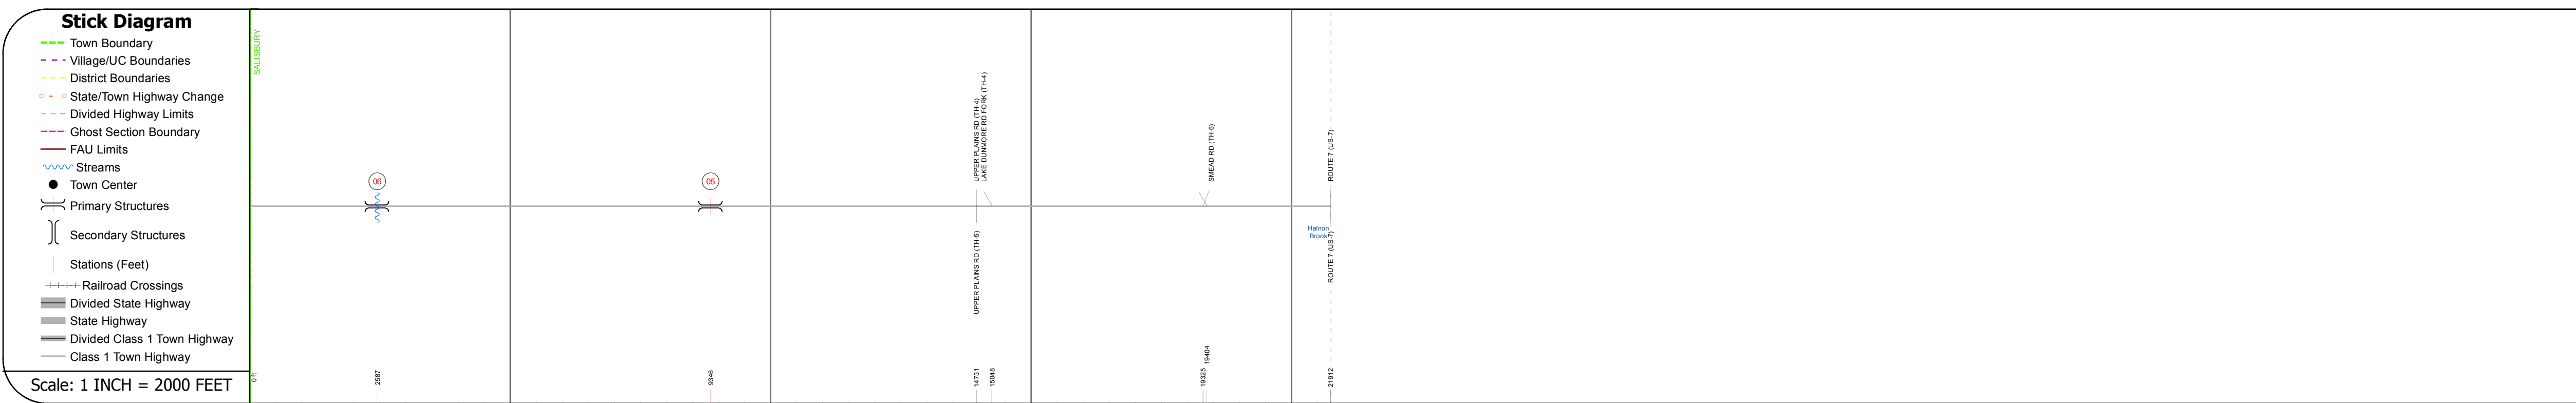 Stick Diagram
Town Boundary
Village/UC Boundaries
District Boundaries
State/Town Highway Change
Divided Highway Limits
Ghost Section Boundary
FAU Limits
Streams
Town Center
Primary Structures
Secondary Structures
Stations (Feet)
Railroad Crossings
Divided State Highway
State Highway
Divided Class 1 Town Highway
Class 1 Town Highway
Scale: 1 INCH = 2000 FEET
SALISBURY
06
05
UPPER PLAINS RD (TH-4)
LAKE DUNMORE RD FORK (TH-4)
SMEAD RD (TH-6)
ROUTE 7 (US-7)
UPPER PLAINS RD (TH-5)
Halnon
Brook
ROUTE 7 (US-7)
0 ft
2587
9346
14731
15048
19325
19404
21912